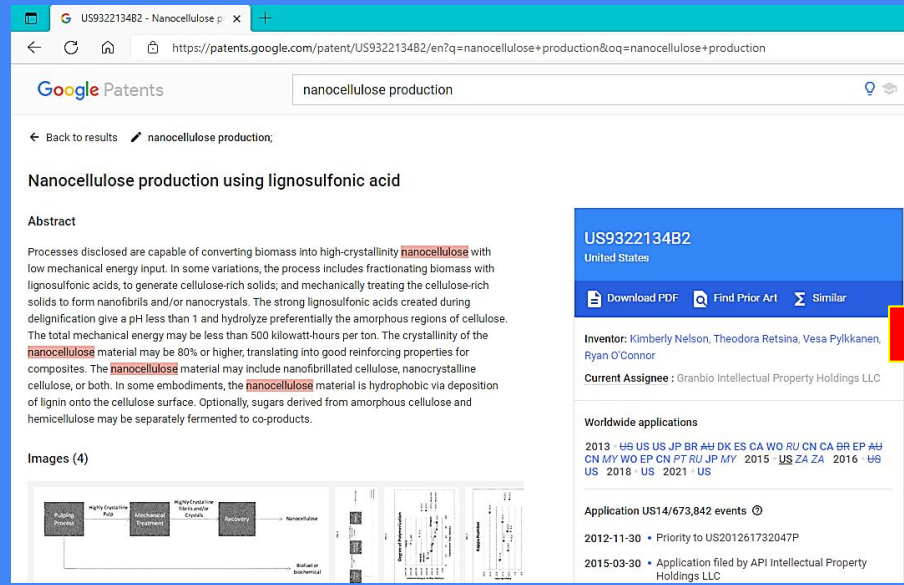 US9322134B2 - Nanocellulose p
https://patents.google.com/patent/US9322134B2/en?q=nanocellulose+production&oq=nanocellulose+production
Google Patents
nanocellulose production
Back to results nanocellulose production;
Nanocellulose production using lignosulfonic acid
Abstract
Processes disclosed are capable of converting biomass into high-crystallinity nanocellulose with
low mechanical energy input. In some variations, the process includes fractionating biomass with
lignosulfonic acids, to generate cellulose-rich solids; and mechanically treating the cellulose-rich
solids to form nanofibrils and/or nanocrystals. The strong lignosulfonic acids created during
delignification give a pH less than 1 and hydrolyze preferentially the amorphous regions of cellulose.
The total mechanical energy may be less than 500 kilowatt-hours per ton. The crystallinity of the
nanocellulose material may be 80% or higher, translating into good reinforcing properties for
composites. The nanocellulose material may include nanofibrillated cellulose, nanocrystalline
cellulose, or both. In some embodiments, the nanocellulose material is hydrophobic via deposition
of lignin onto the cellulose surface. Optionally, sugars derived from amorphous cellulose and
hemicellulose may be separately fermented to co-products.
Images (4)
Pulping
Process
Highly Crystalline
Pulp
Mechanical
Treatment
Highly Crystalline
Fibrils and/or
Crystals
Recovery
Nanocellulose
Biofuel or
biochemical
Degree of Polymerization
Kappa Number
US9322134B2
United States
Download PDF Find Prior Art Similar
Inventor: Kimberly Nelson, Theodora Retsina, Vesa Pylkkanen,
Ryan O'Connor
Current Assignee : Granbio Intellectual Property Holdings LLC
Worldwide applications
2013 · US US US JP BR AU DK ES CA WO RU CN CA BR EP AU
CN MY WO EP CN PT RU JP MY 2015 · US ZA ZA 2016 · US
US 2018 · US 2021 · US
Application US14/673,842 events
2012-11-30 • Priority to US201261732047P
2015-03-30 • Application filed by API Intellectual Property
Holdings LLC